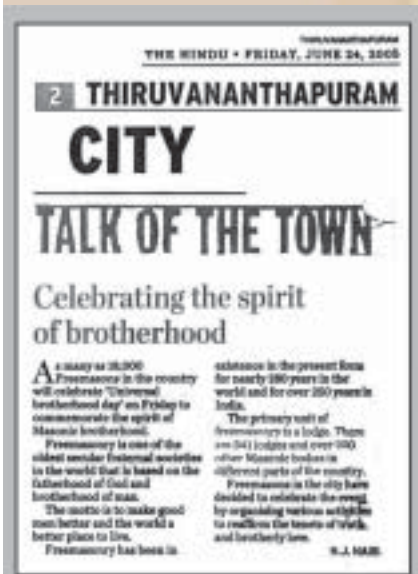 THIRUVANANTHAPURAM
THE HINDU • FRIDAY, JUNE 24, 2005
2 THIRUVANANTHAPURAM
CITY
TALK OF THE TOWN
Celebrating the spirit
of brotherhood
As many as
Freemasons in the country
will celebrate 'Universal
brotherhood day' on Friday to
commemorate the spirit of
Masonic brotherhood.
Freemasonry is one of the
oldest secular fraternal societies
in the world that is based on the
fatherhood of God and
brotherhood of man.
The motto is to make good
men better and the world a
better place to live.
Freemasonry has been in
existence in the present form
for nearly years in the
world and for over years in
India.
The primary unit of
freemasonry is a lodge. There
are lodges and over
other Masonic bodies in
different parts of the country.
Freemasons in the city have
decided to celebrate the event
by organising various activities
to reaffirm the tenets of truth,
and brotherly love.